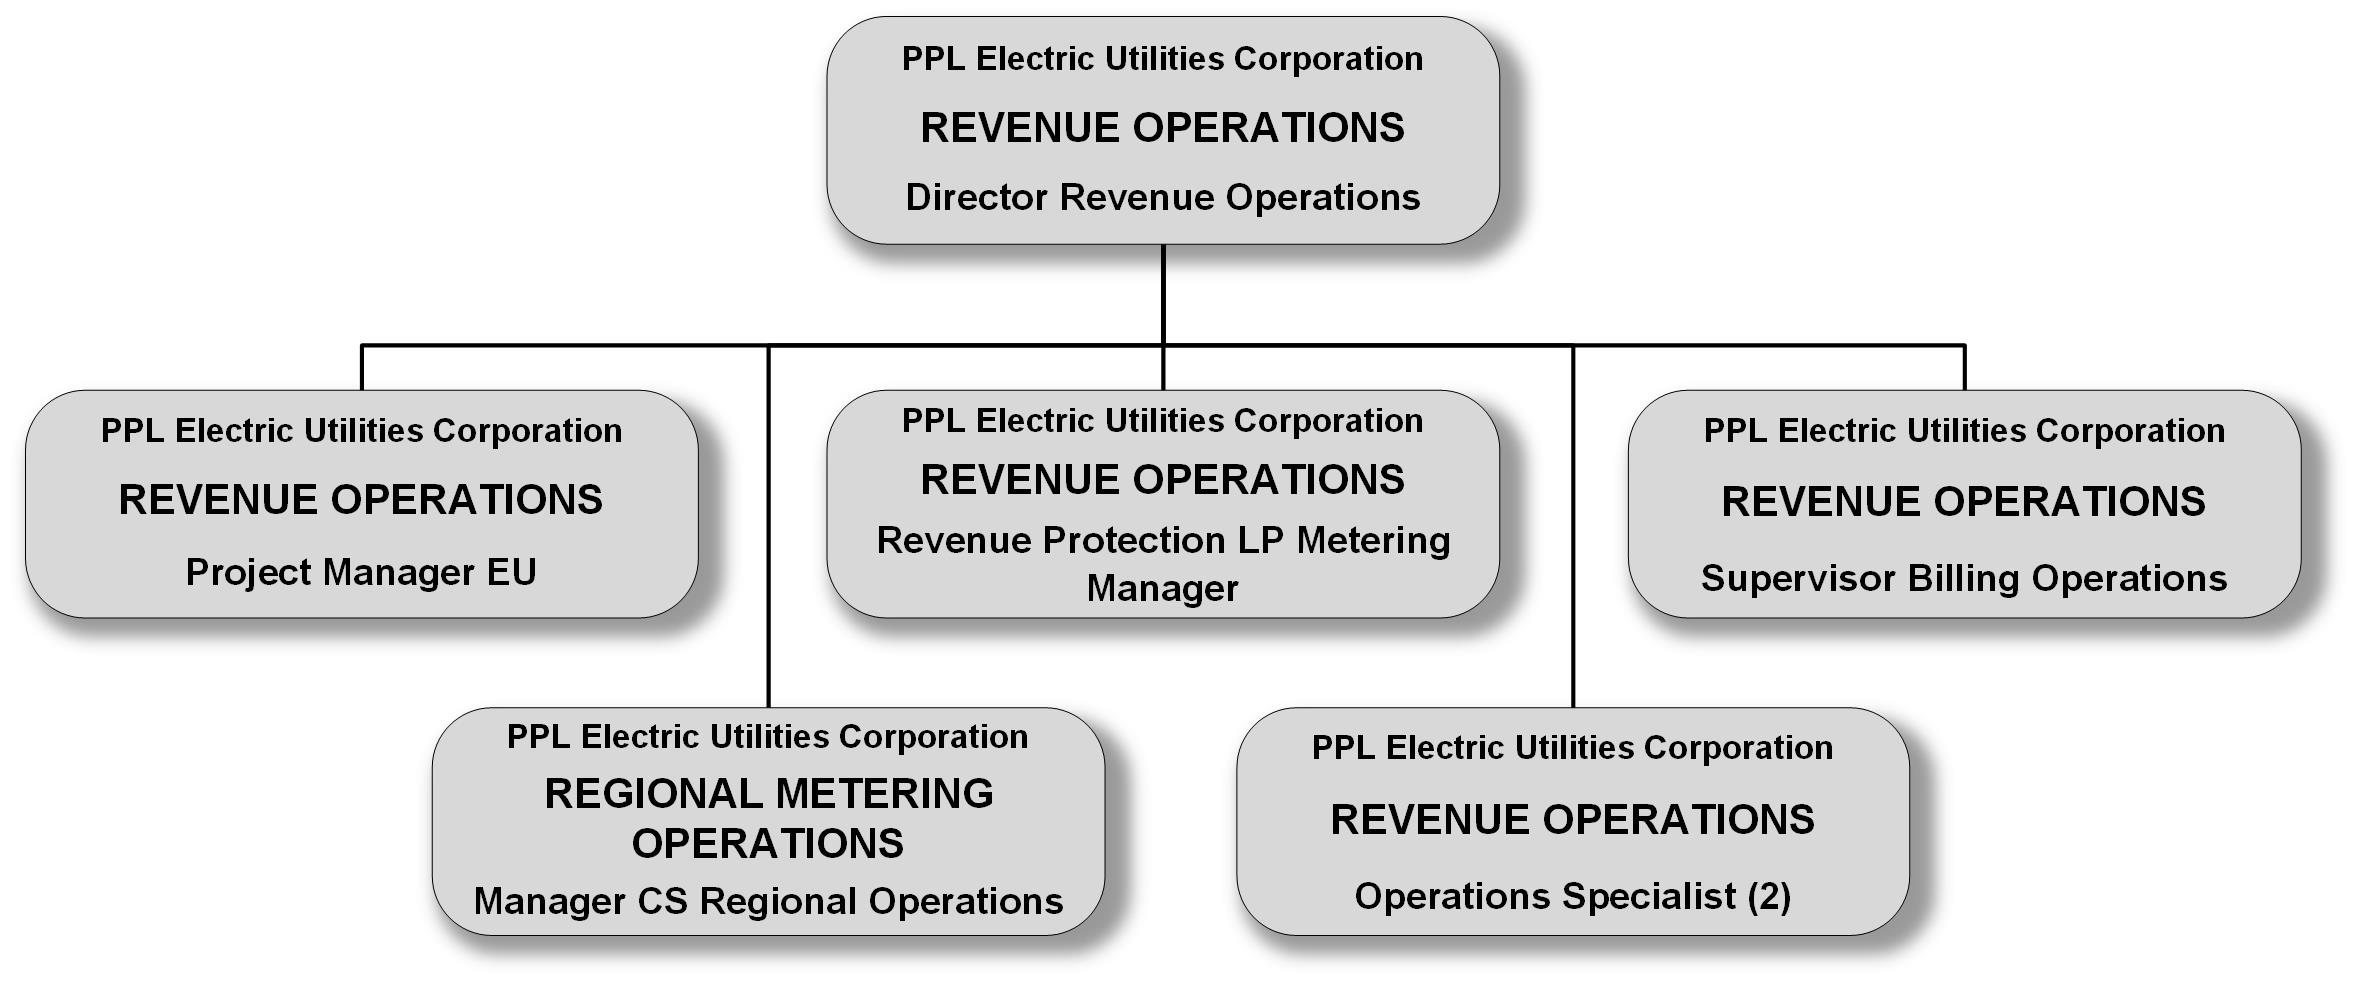 PPL Electric Utilities Corporation
REVENUE OPERATIONS
Director Revenue Operations
PPL Electric Utilities Corporation
REVENUE OPERATIONS
Project Manager EU
PPL Electric Utilities Corporation
REVENUE OPERATIONS
Revenue Protection LP Metering
Manager
PPL Electric Utilities Corporation
REVENUE OPERATIONS
Supervisor Billing Operations
PPL Electric Utilities Corporation
REGIONAL METERING
OPERATIONS
Manager CS Regional Operations
PPL Electric Utilities Corporation
REVENUE OPERATIONS
Operations Specialist (2)